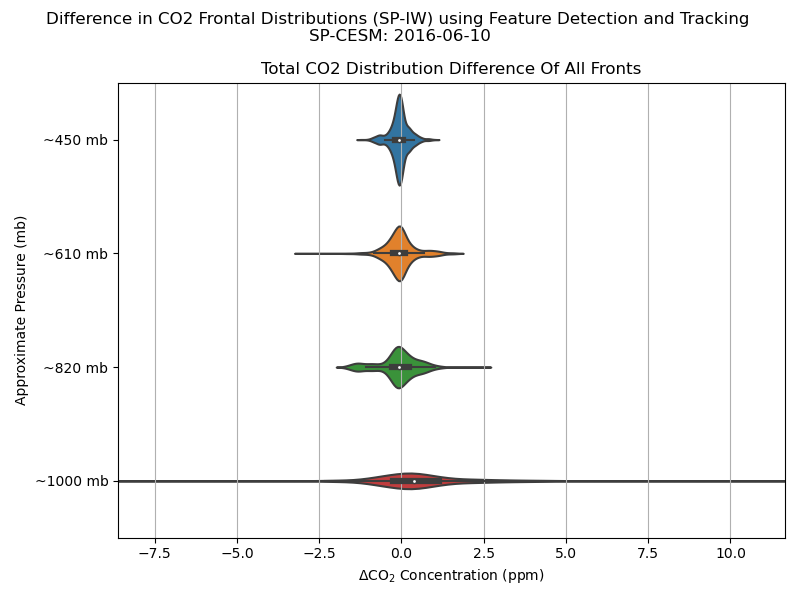 Difference in CO2 Frontal Distributions (SP-IW) using Feature Detection and Tracking
SP-CESM: 2016-06-10
Total CO2 Distribution Difference Of All Fronts
Approximate Pressure (mb)
~450 mb
~610 mb
~820 mb
~1000 mb
−7.5 −5.0 −2.5 0.0 2.5 5.0 7.5 10.0
ΔCO₂ Concentration (ppm)